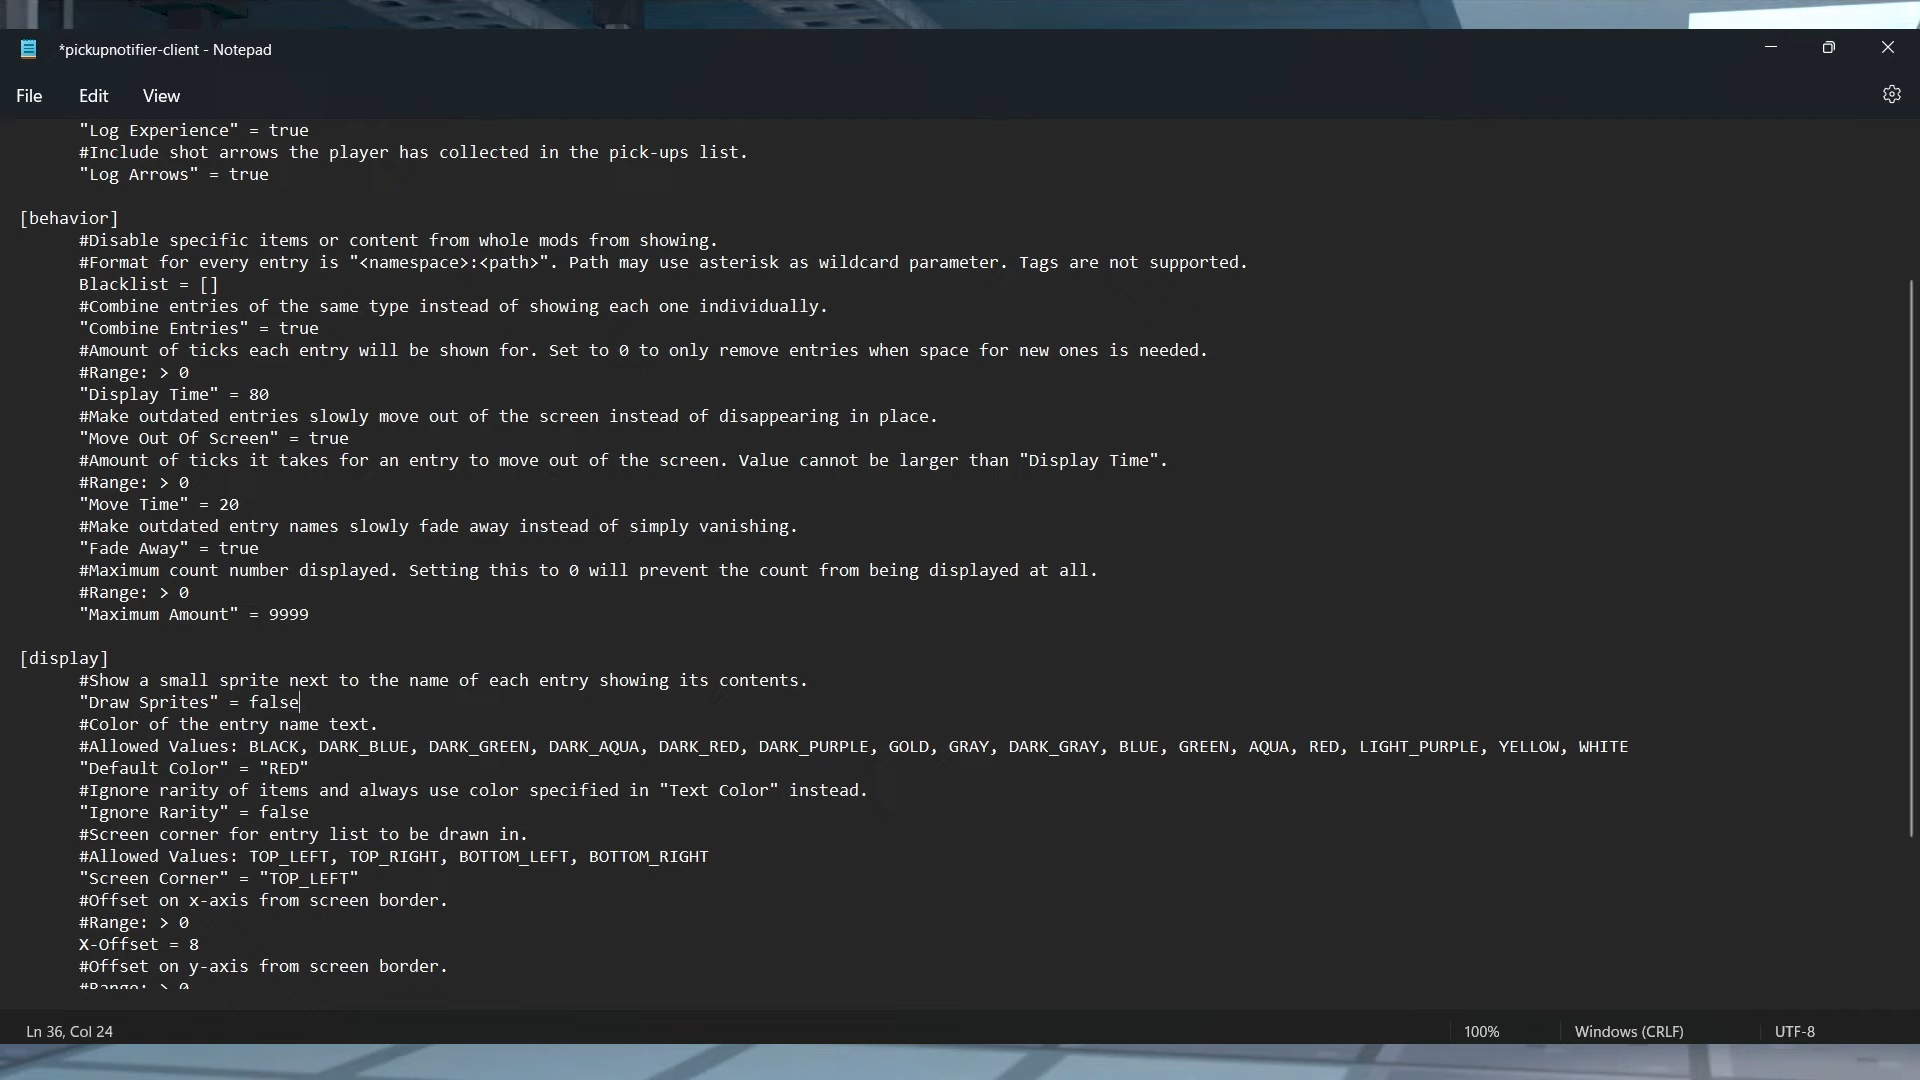 *pickupnotifier-client - Notepad
File Edit View
"Log Experience" = true
#Include shot arrows the player has collected in the pick-ups list.
"Log Arrows" = true
[behavior]
#Disable specific items or content from whole mods from showing.
#Format for every entry is "<namespace>:<path>". Path may use asterisk as wildcard parameter. Tags are not supported.
Blacklist = []
#Combine entries of the same type instead of showing each one individually.
"Combine Entries" = true
#Amount of ticks each entry will be shown for. Set to 0 to only remove entries when space for new ones is needed.
#Range: > 0
"Display Time" = 80
#Make outdated entries slowly move out of the screen instead of disappearing in place.
"Move Out Of Screen" = true
#Amount of ticks it takes for an entry to move out of the screen. Value cannot be larger than "Display Time".
#Range: > 0
"Move Time" = 20
#Make outdated entry names slowly fade away instead of simply vanishing.
"Fade Away" = true
#Maximum count number displayed. Setting this to 0 will prevent the count from being displayed at all.
#Range: > 0
"Maximum Amount" = 9999
[display]
#Show a small sprite next to the name of each entry showing its contents.
"Draw Sprites" = false
#Color of the entry name text.
#Allowed Values: BLACK, DARK_BLUE, DARK_GREEN, DARK_AQUA, DARK_RED, DARK_PURPLE, GOLD, GRAY, DARK_GRAY, BLUE, GREEN, AQUA, RED, LIGHT_PURPLE, YELLOW, WHITE
"Default Color" = "RED"
#Ignore rarity of items and always use color specified in "Text Color" instead.
"Ignore Rarity" = false
#Screen corner for entry list to be drawn in.
#Allowed Values: TOP_LEFT, TOP_RIGHT, BOTTOM_LEFT, BOTTOM_RIGHT
"Screen Corner" = "TOP_LEFT"
#Offset on x-axis from screen border.
#Range: > 0
X-Offset = 8
#Offset on y-axis from screen border.
#Range: > 0
Ln 36, Col 24 100% Windows (CRLF) UTF-8